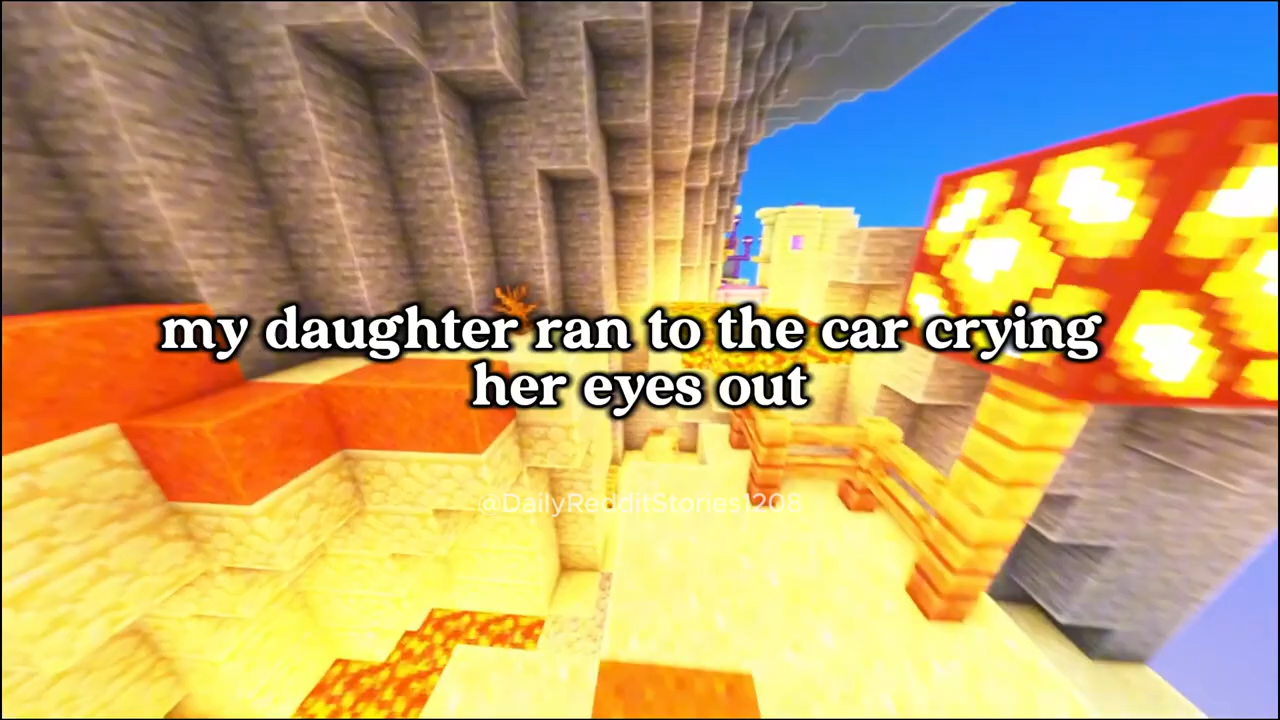 my daughter ran to the car crying
her eyes out
@DailyRedditStories1208